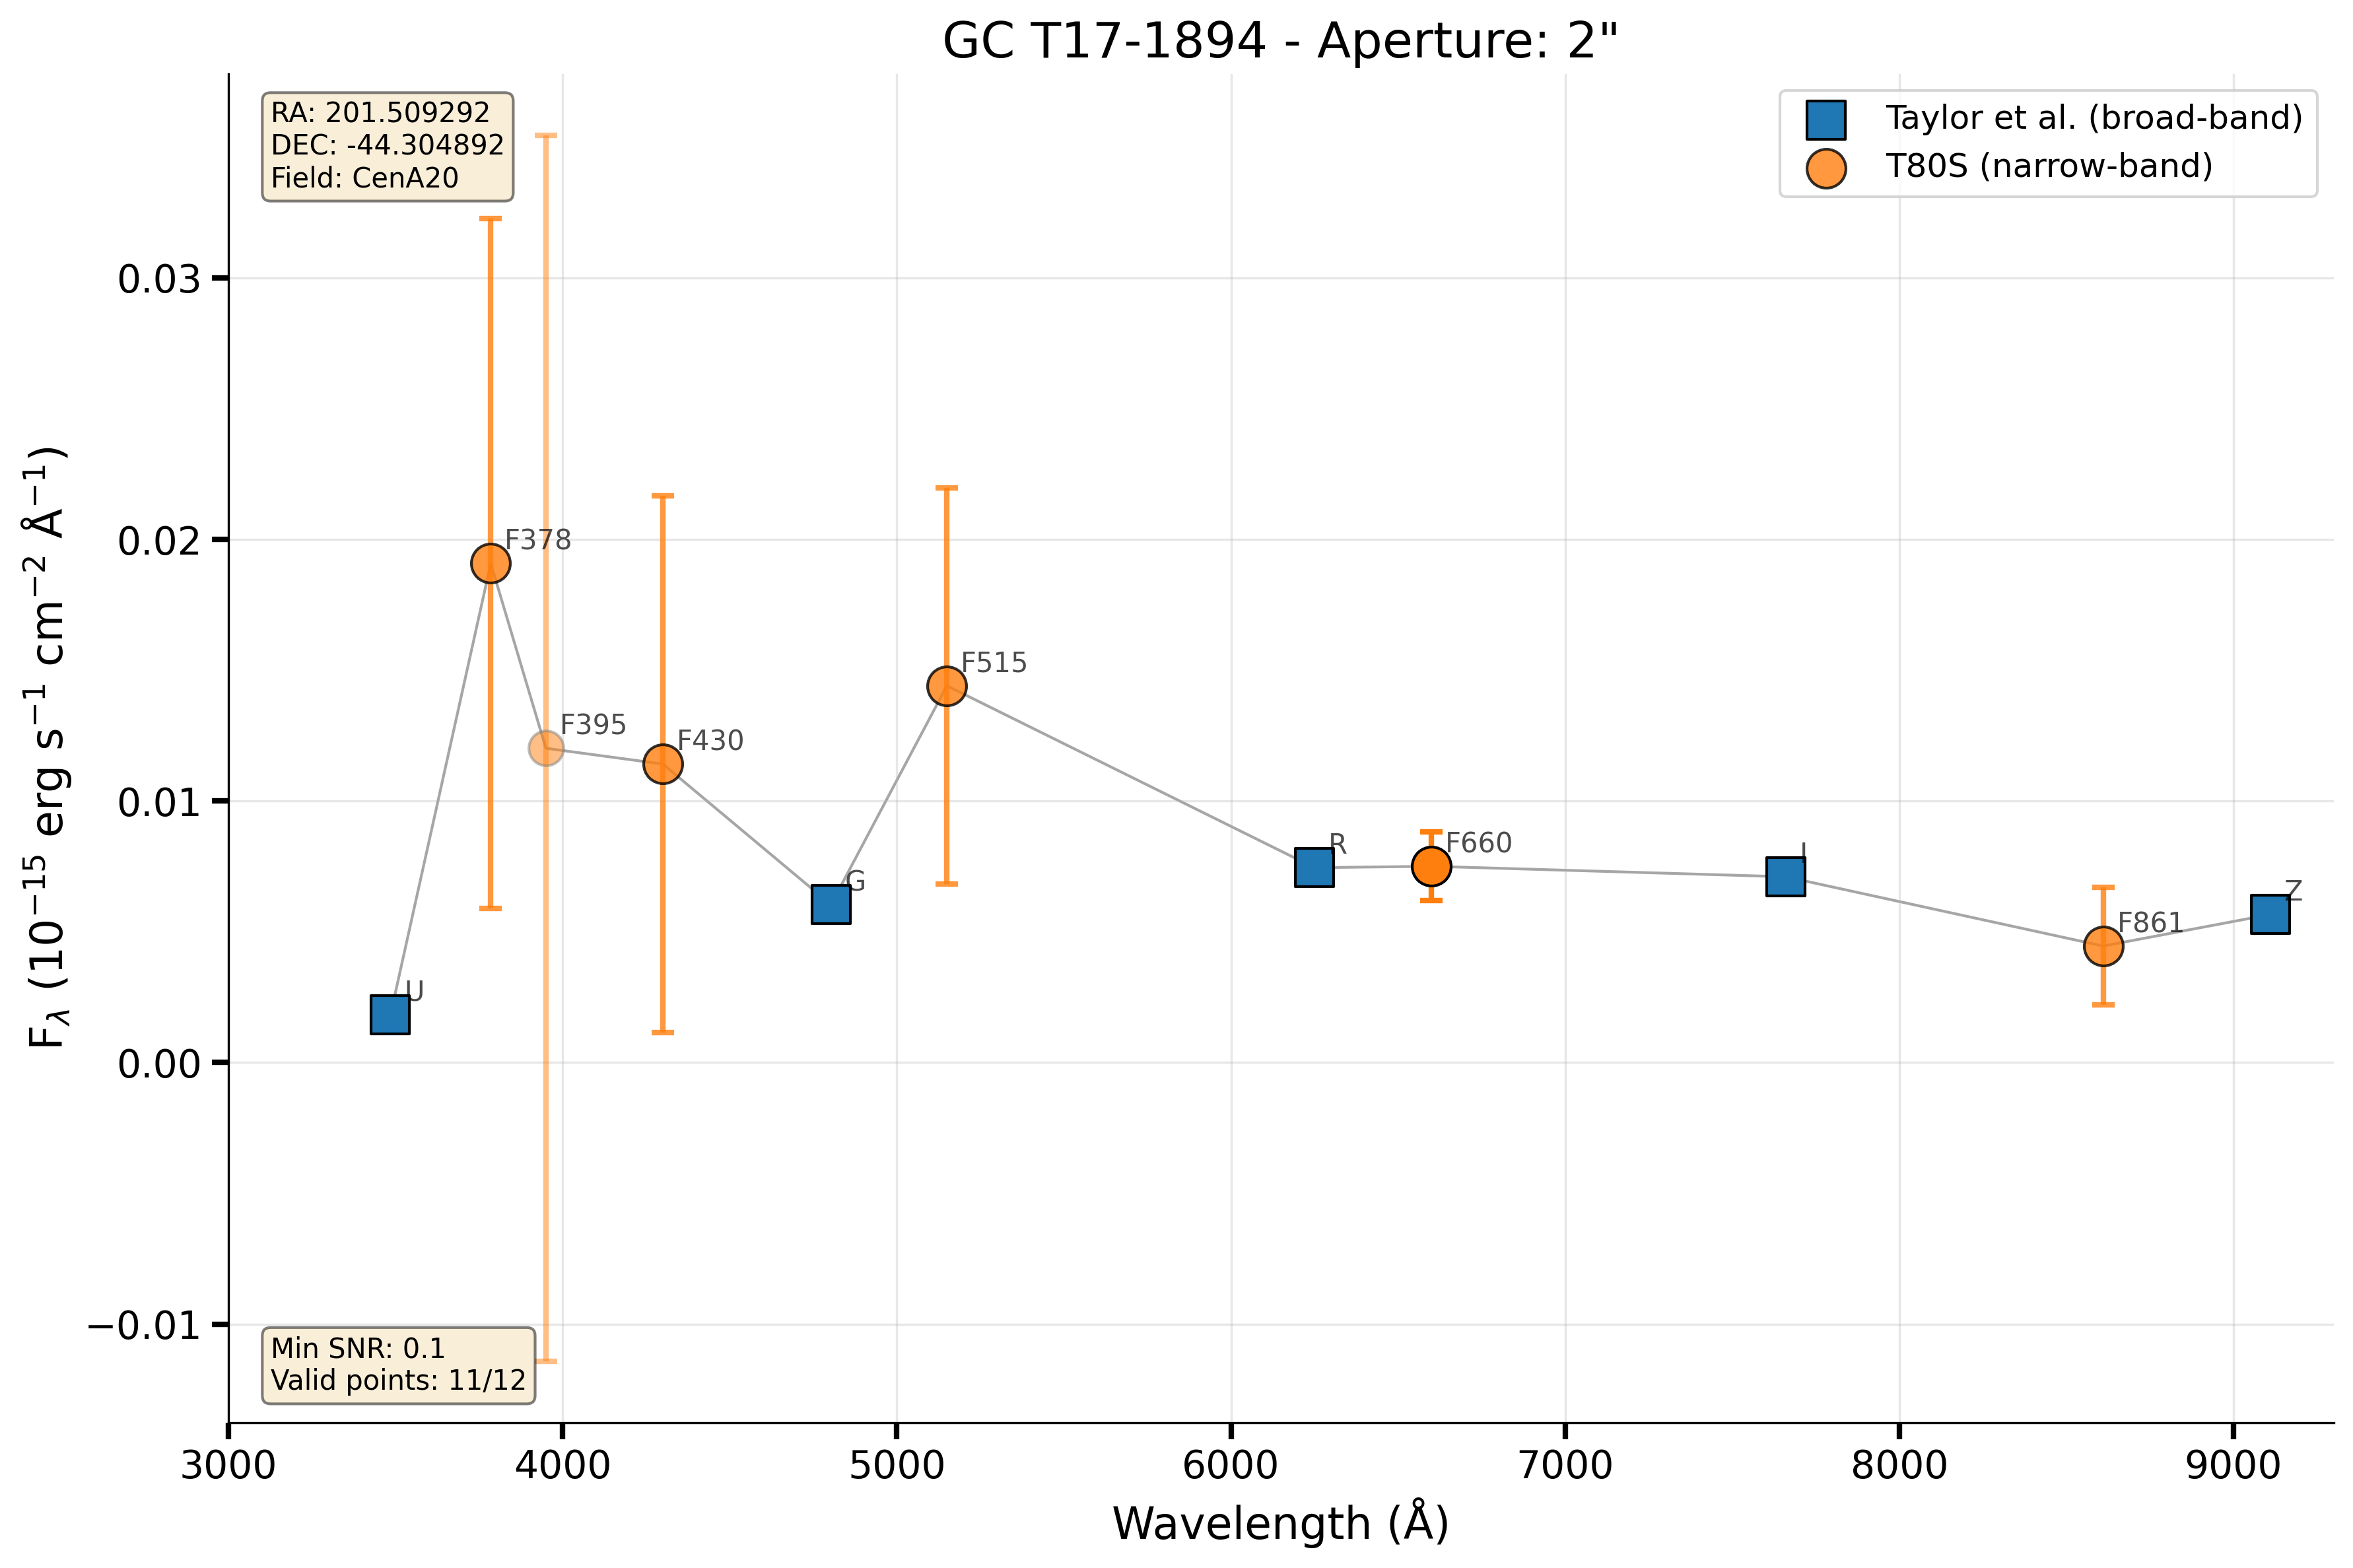 GC T17-1894 - Aperture: 2"
RA: 201.509292
DEC: -44.304892
Field: CenA20
Taylor et al. (broad-band)
T80S (narrow-band)
F378
F395
F430
F515
U
G
R
F660
I
F861
Z
Min SNR: 0.1
Valid points: 11/12
0.03
0.02
0.01
0.00
−0.01
3000 4000 5000 6000 7000 8000 9000
Wavelength (Å)
Fλ (10⁻¹⁵ erg s⁻¹ cm⁻² Å⁻¹)